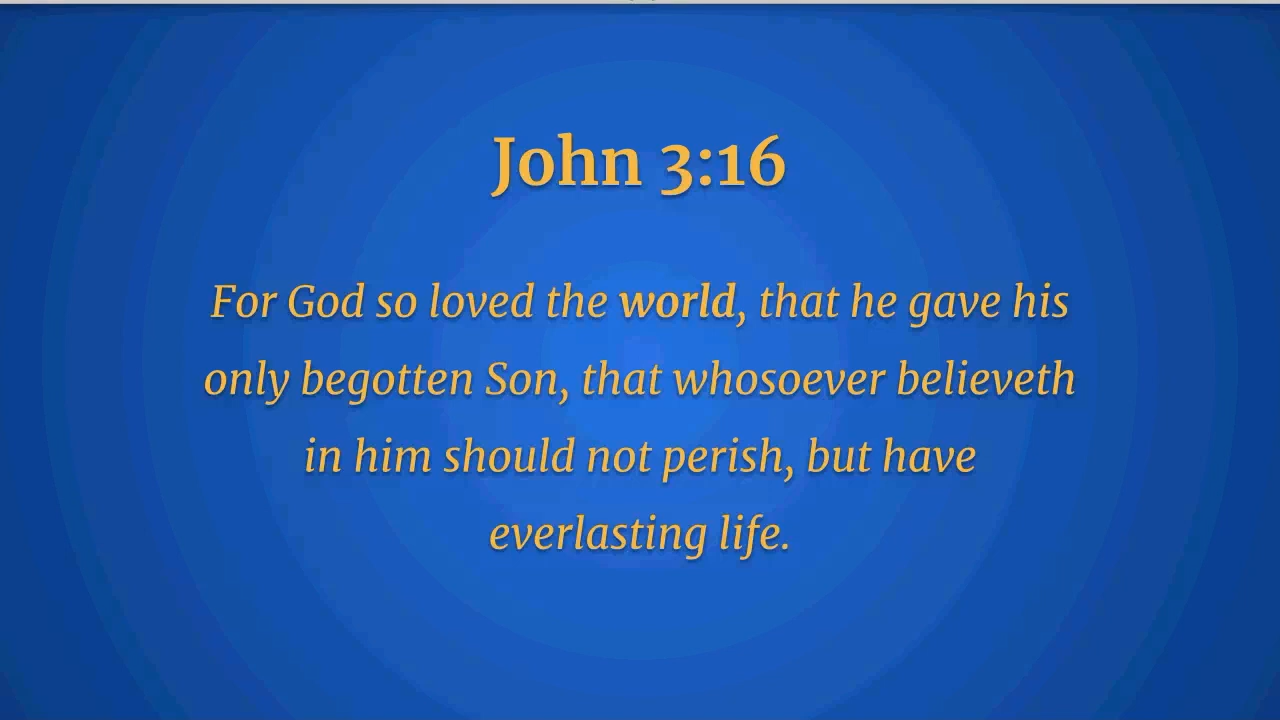 John 3:16
For God so loved the world, that he gave his
only begotten Son, that whosoever believeth
in him should not perish, but have
everlasting life.